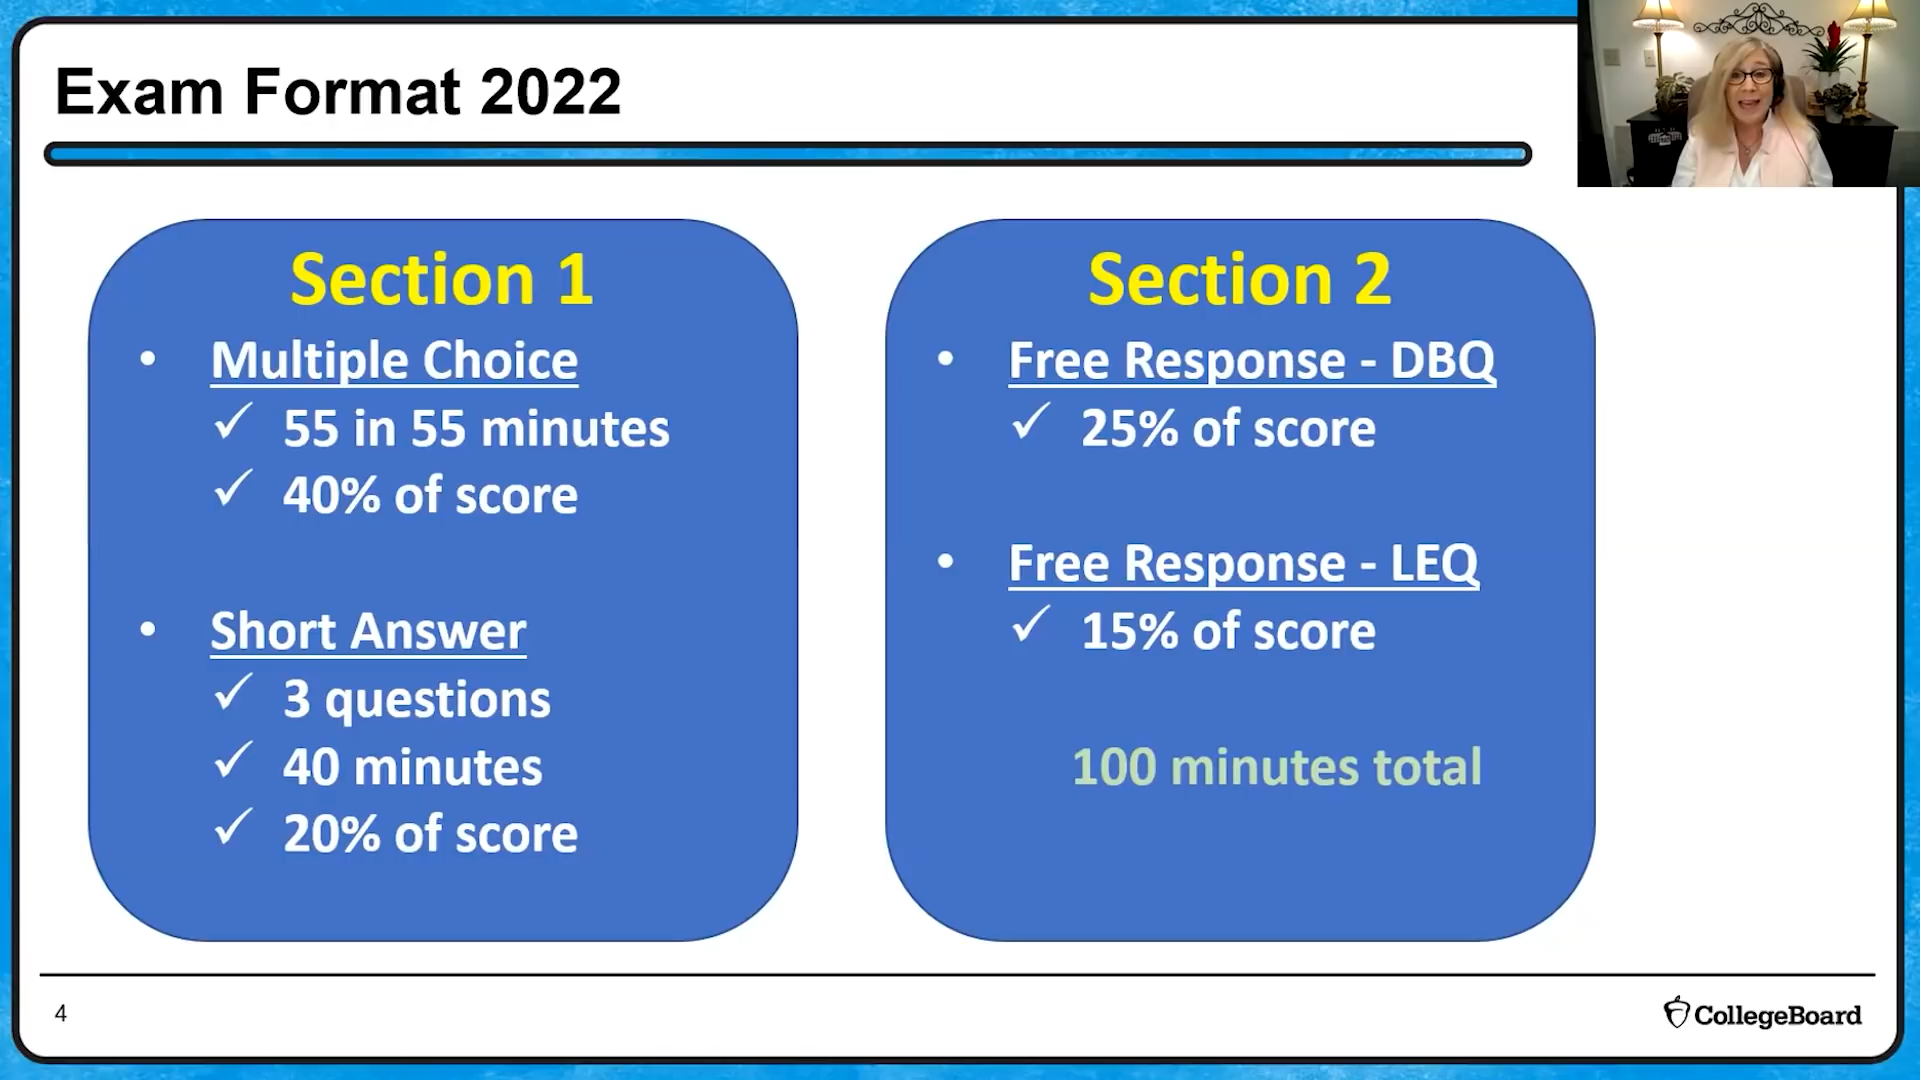 Exam Format 2022
Section 1
• Multiple Choice
✓ 55 in 55 minutes
✓ 40% of score
• Short Answer
✓ 3 questions
✓ 40 minutes
✓ 20% of score
Section 2
• Free Response - DBQ
✓ 25% of score
• Free Response - LEQ
✓ 15% of score
100 minutes total
4
CollegeBoard